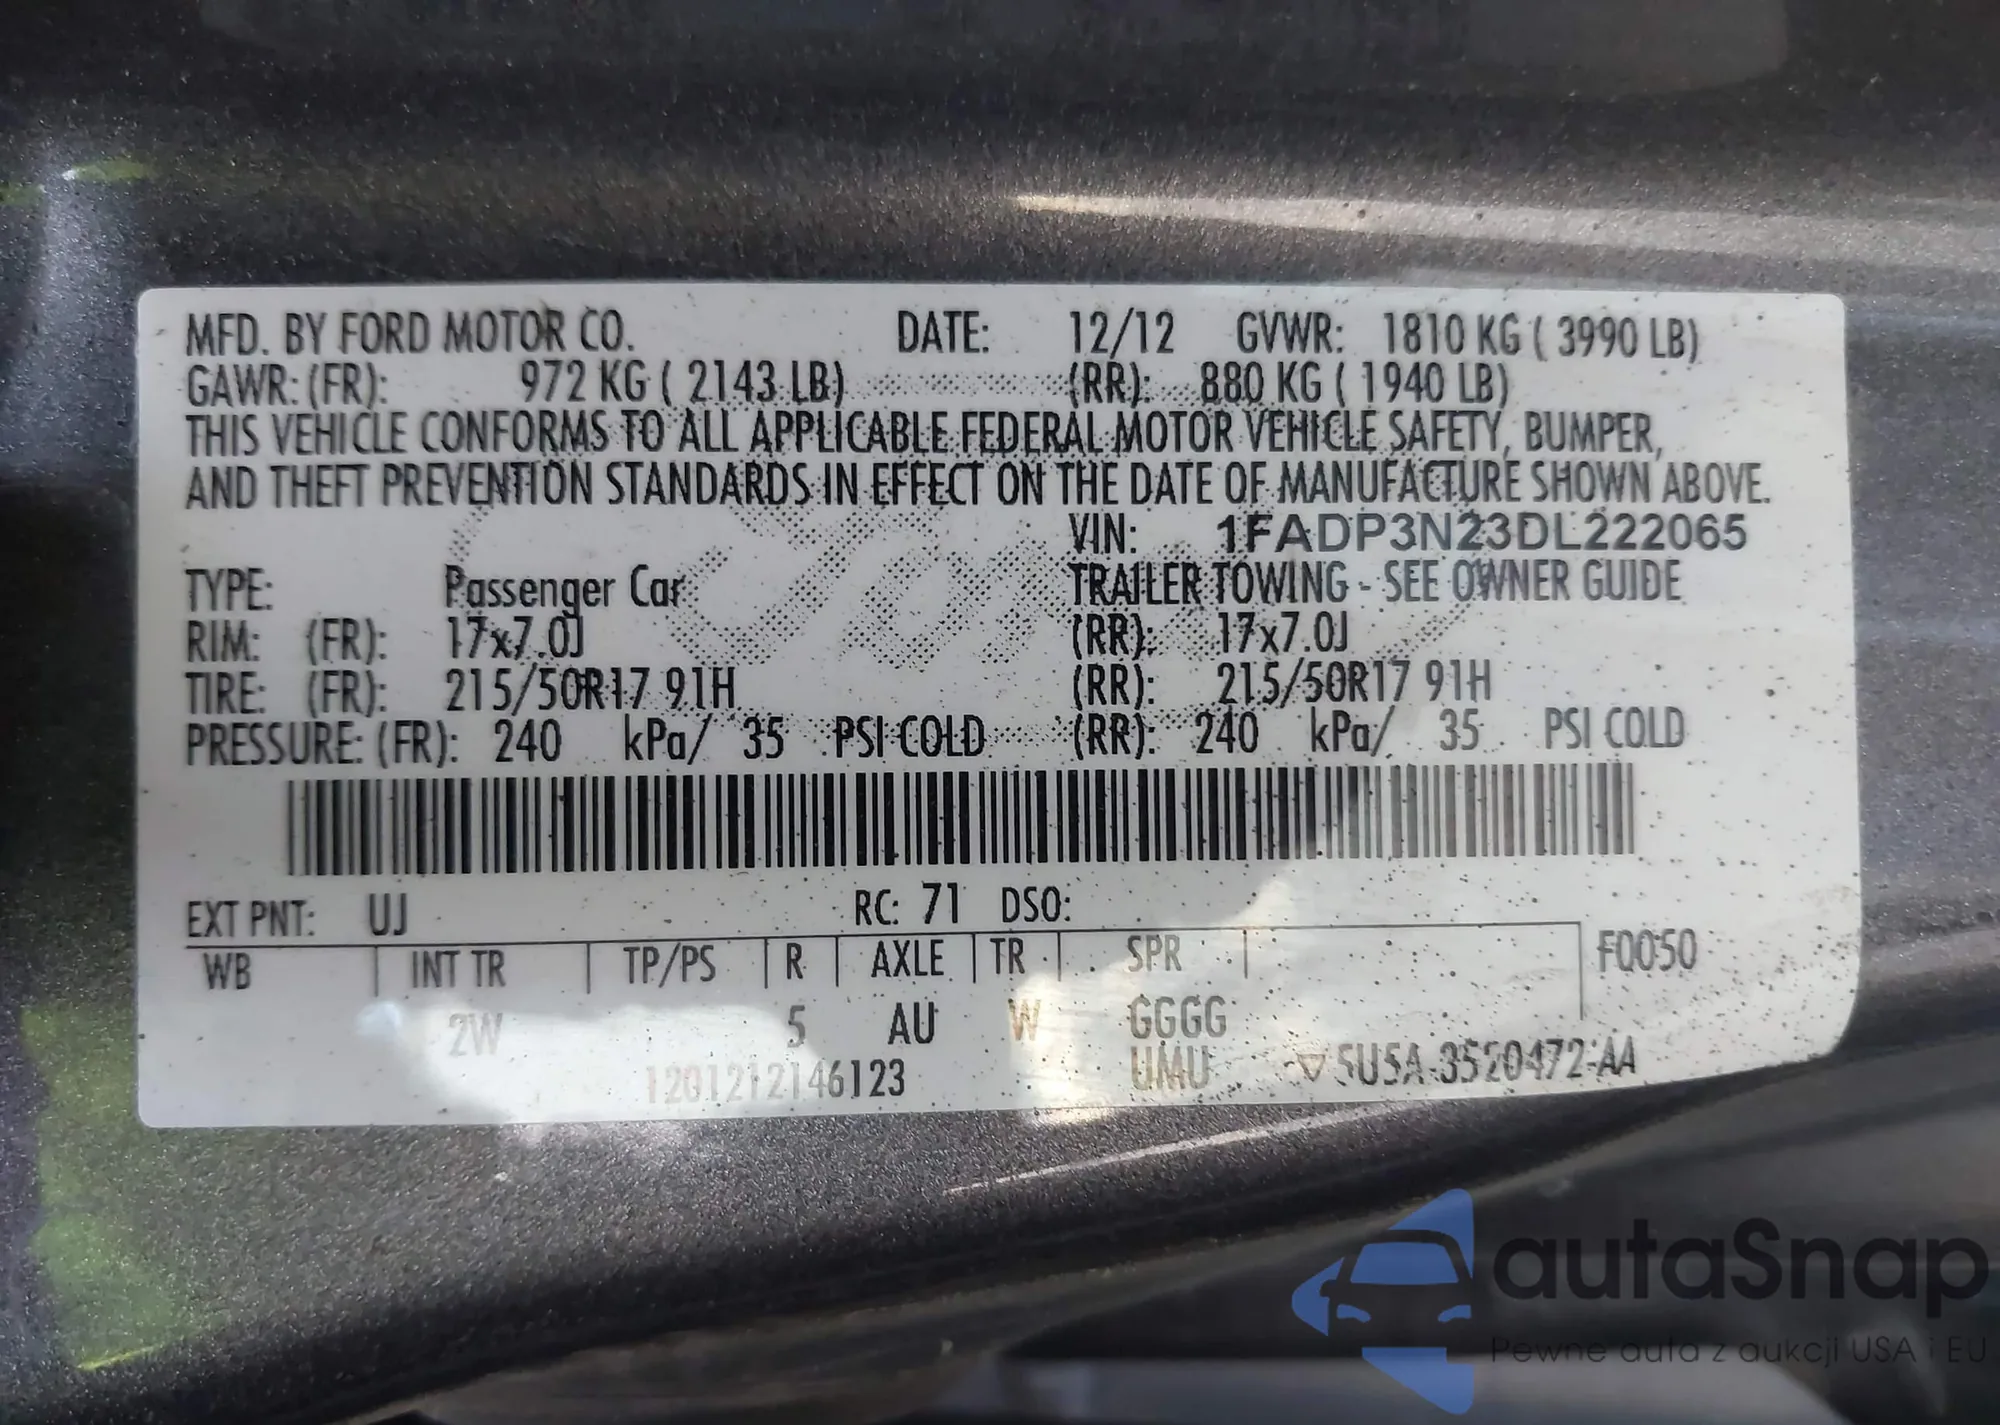 MFD. BY FORD MOTOR CO. DATE: 12/12 GVWR: 1810 KG ( 3990 LB)
GAWR: (FR): 972 KG ( 2143 LB) (RR): 880 KG ( 1940 LB)
THIS VEHICLE CONFORMS TO ALL APPLICABLE FEDERAL MOTOR VEHICLE SAFETY, BUMPER,
AND THEFT PREVENTION STANDARDS IN EFFECT ON THE DATE OF MANUFACTURE SHOWN ABOVE.
VIN: 1FADP3N23DL222065
TYPE: Passenger Car TRAILER TOWING - SEE OWNER GUIDE
RIM: (FR): 17x7.0J (RR): 17x7.0J
TIRE: (FR): 215/50R17 91H (RR): 215/50R17 91H
PRESSURE: (FR): 240 kPa/ 35 PSI COLD (RR): 240 kPa/ 35 PSI COLD
EXT PNT: UJ RC: 71 DSO:
WB INT TR TP/PS R AXLE TR SPR F0050
2W 5 AU W GGGG
1201212146123 UMU 5U5A-3520472-AA
autaSnap
Pewne auta z aukcji USA i EU